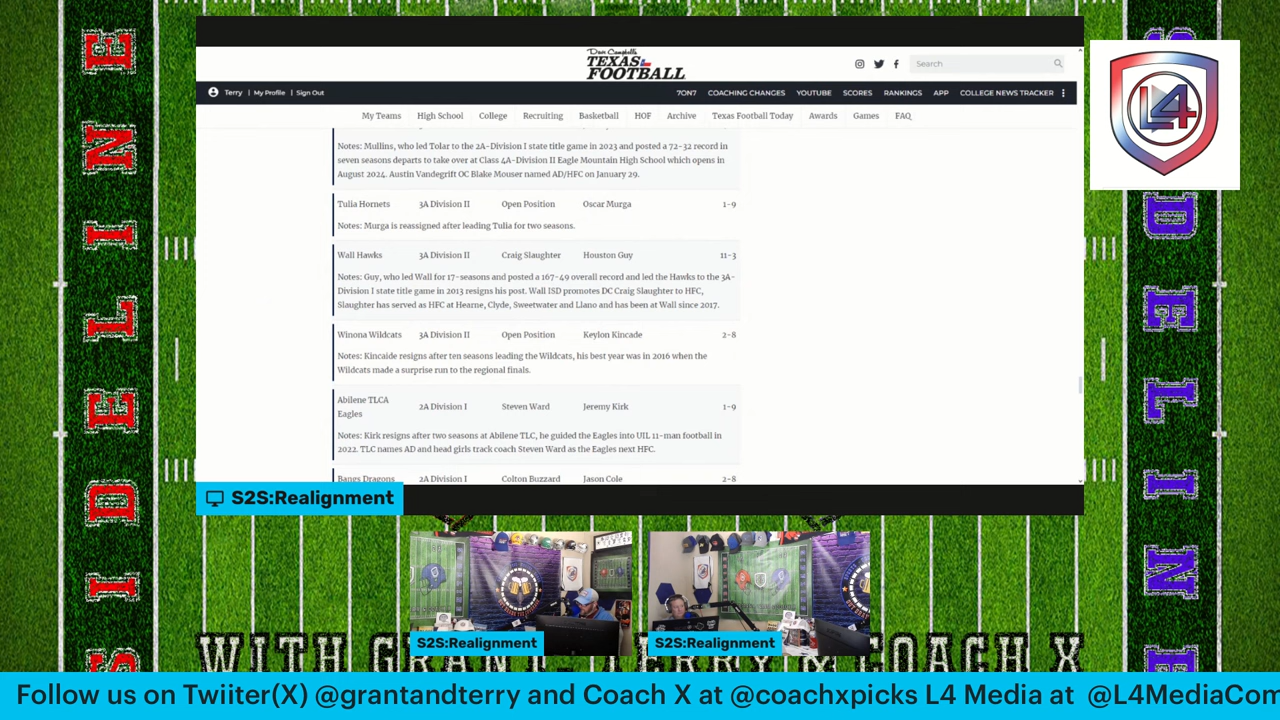 Dave Campbell's
TEXAS
FOOTBALL
Search
Terry | My Profile | Sign Out
7ON7 COACHING CHANGES YOUTUBE SCORES RANKINGS APP COLLEGE NEWS TRACKER
My Teams High School College Recruiting Basketball HOF Archive Texas Football Today Awards Games FAQ
Notes: Mullins, who led Tolar to the 2A-Division I state title game in 2023 and posted a 72-32 record in
seven seasons departs to take over at Class 4A-Division II Eagle Mountain High School which opens in
August 2024. Austin Vandegrift OC Blake Mouser named AD/HFC on January 29.
Tulia Hornets 3A Division II Open Position Oscar Murga 1-9
Notes: Murga is reassigned after leading Tulia for two seasons.
Wall Hawks 3A Division II Craig Slaughter Houston Guy 11-3
Notes: Guy, who led Wall for 17-seasons and posted a 167-49 overall record and led the Hawks to the 3A-
Division I state title game in 2013 resigns his post. Wall ISD promotes DC Craig Slaughter to HFC,
Slaughter has served as HFC at Hearne, Clyde, Sweetwater and Llano and has been at Wall since 2017.
Winona Wildcats 3A Division II Open Position Keylon Kincade 2-8
Notes: Kincaide resigns after ten seasons leading the Wildcats, his best year was in 2016 when the
Wildcats made a surprise run to the regional finals.
Abilene TLCA
Eagles 2A Division I Steven Ward Jeremy Kirk 1-9
Notes: Kirk resigns after two seasons at Abilene TLC, he guided the Eagles into UIL 11-man football in
2022. TLC names AD and head girls track coach Steven Ward as the Eagles next HFC.
Bangs Dragons 2A Division I Colton Buzzard Jason Cole 2-8
L4
SIDELINE
SIDELINE
S2S:Realignment
S2S:Realignment
S2S:Realignment
WITH GRANT, TERRY & COACH X
Follow us on Twiiter(X) @grantandterry and Coach X at @coachxpicks L4 Media at @L4MediaCom